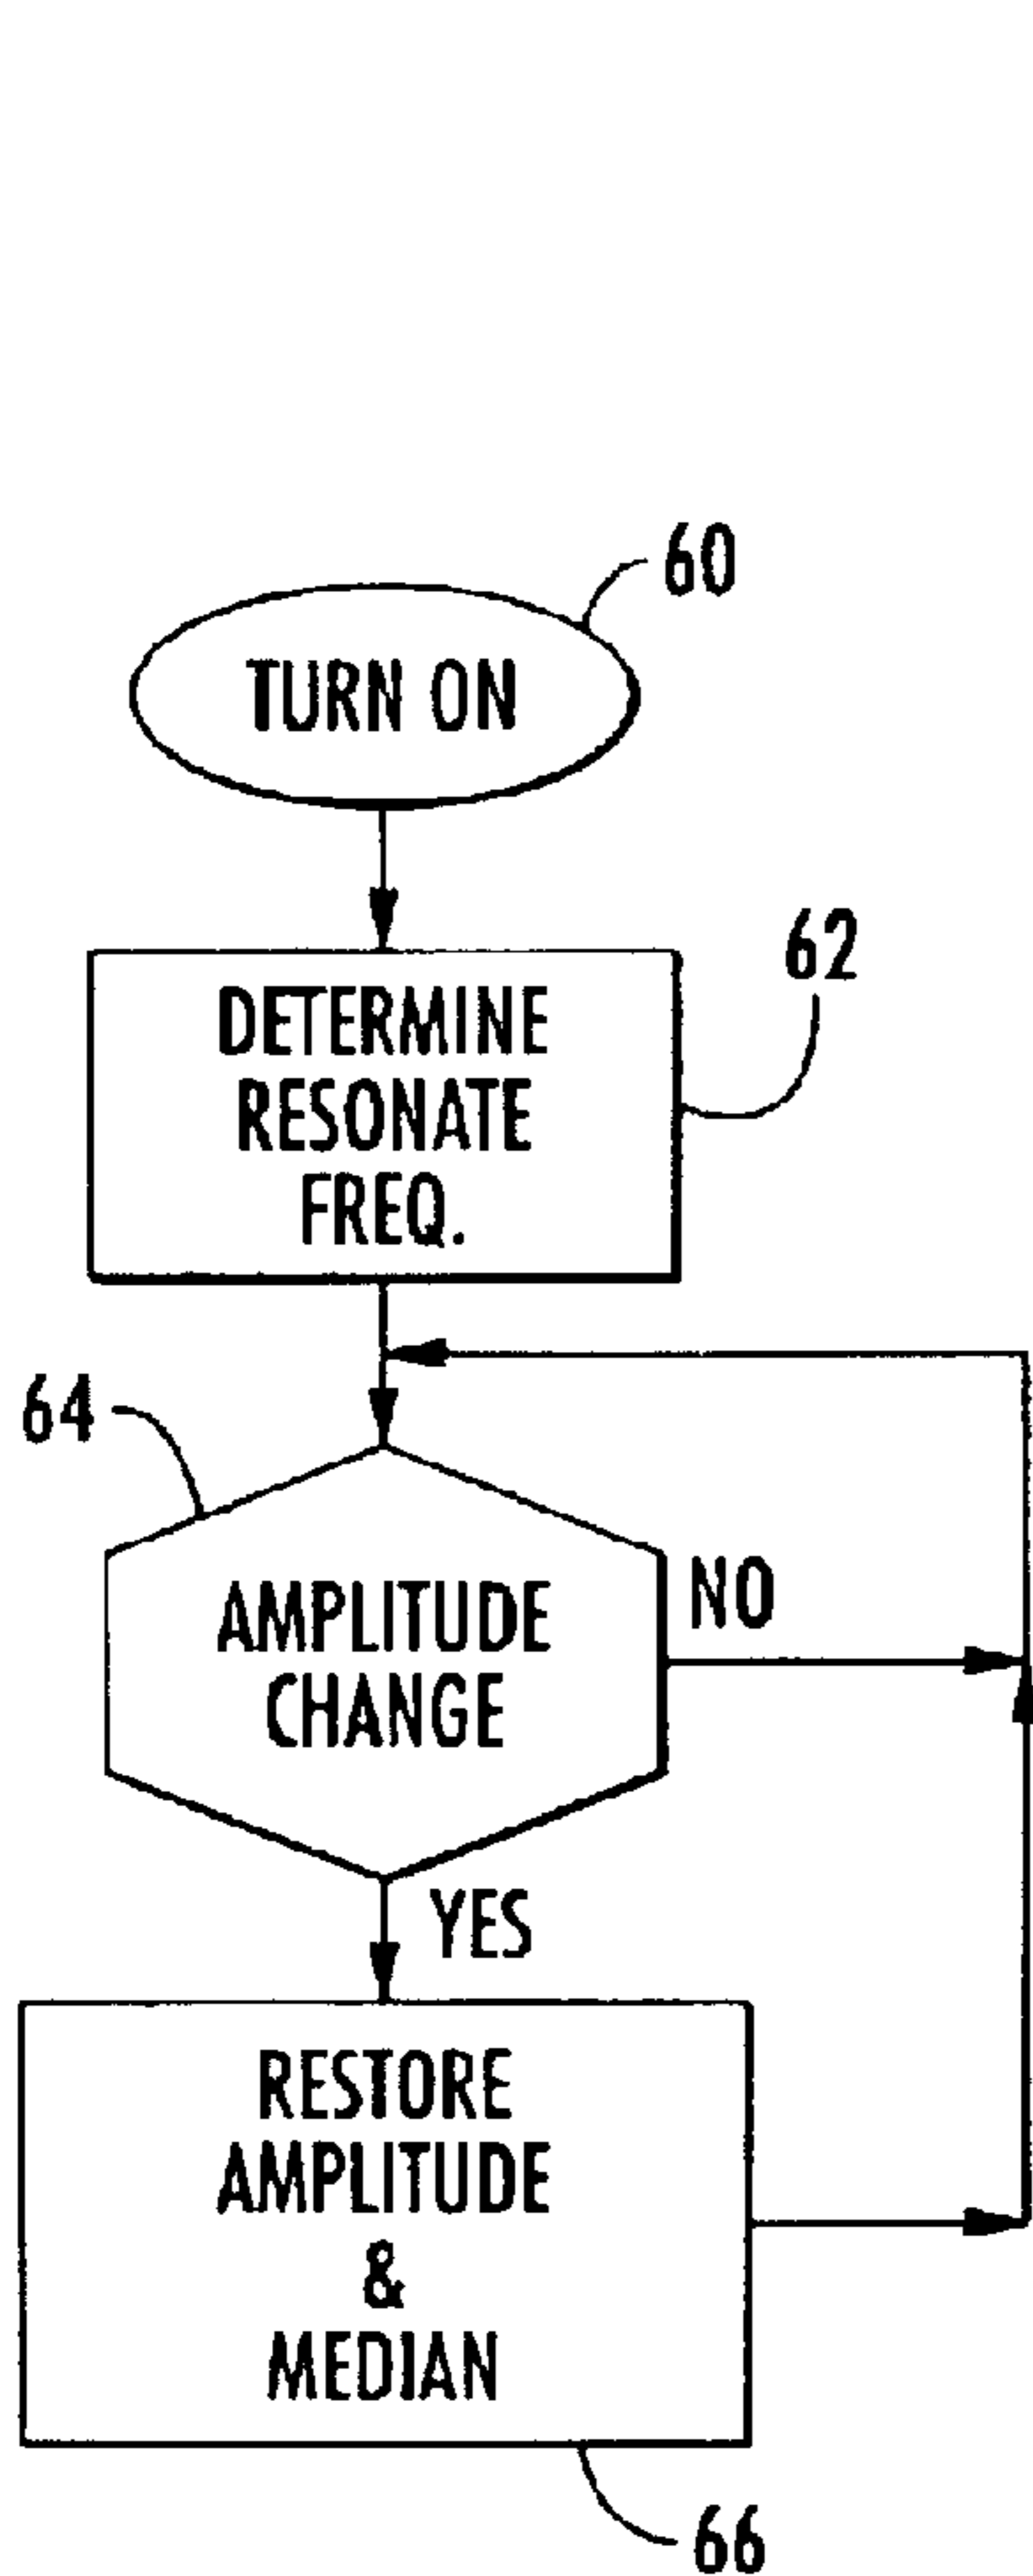 60
TURN ON
62
DETERMINE
RESONATE
FREQ.
64
AMPLITUDE
CHANGE
NO
YES
RESTORE
AMPLITUDE
&
MEDIAN
66